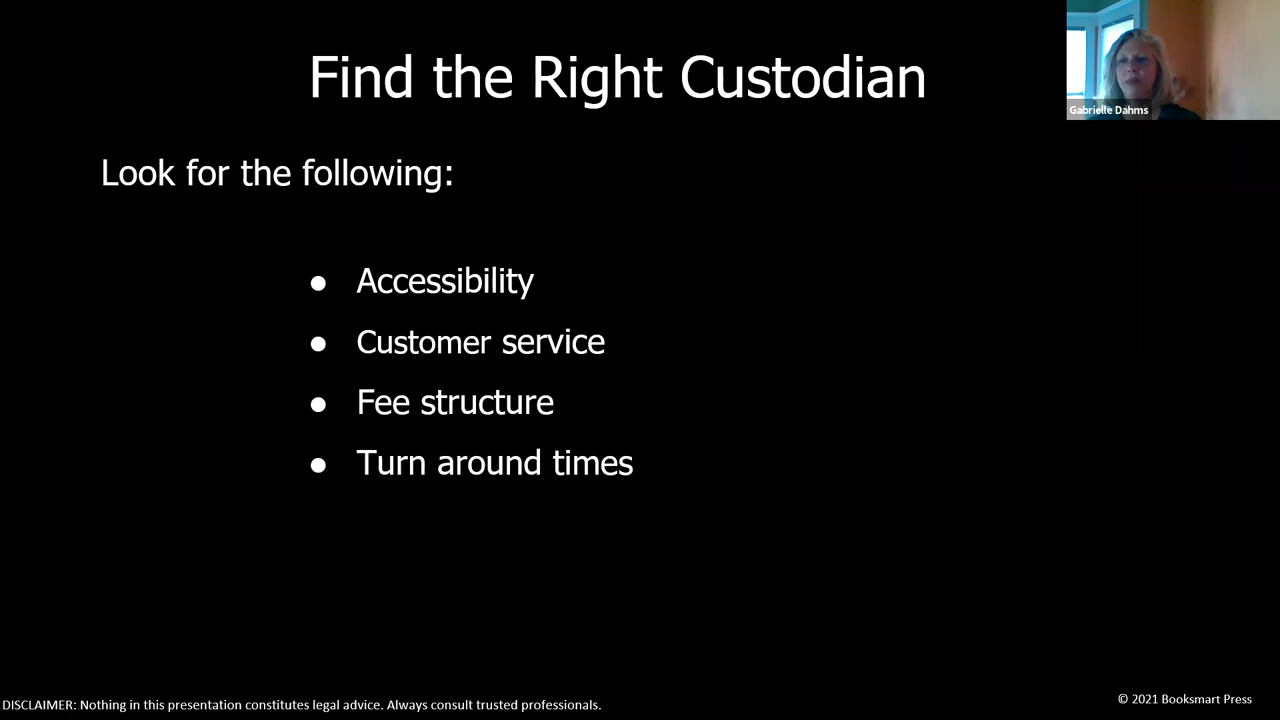 Find the Right Custodian
Gabrielle Dahms
Look for the following:
● Accessibility
● Customer service
● Fee structure
● Turn around times
DISCLAIMER: Nothing in this presentation constitutes legal advice. Always consult trusted professionals.
© 2021 Booksmart Press